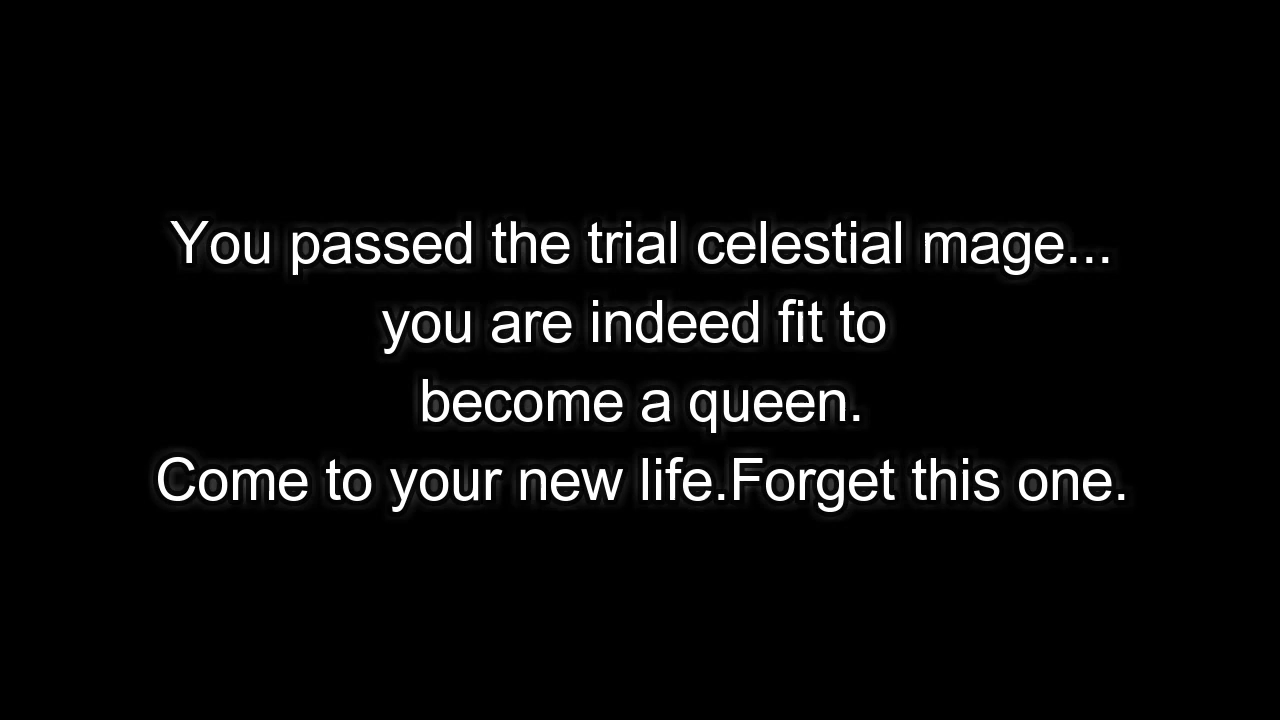 You passed the trial celestial mage...
you are indeed fit to
become a queen.
Come to your new life.Forget this one.